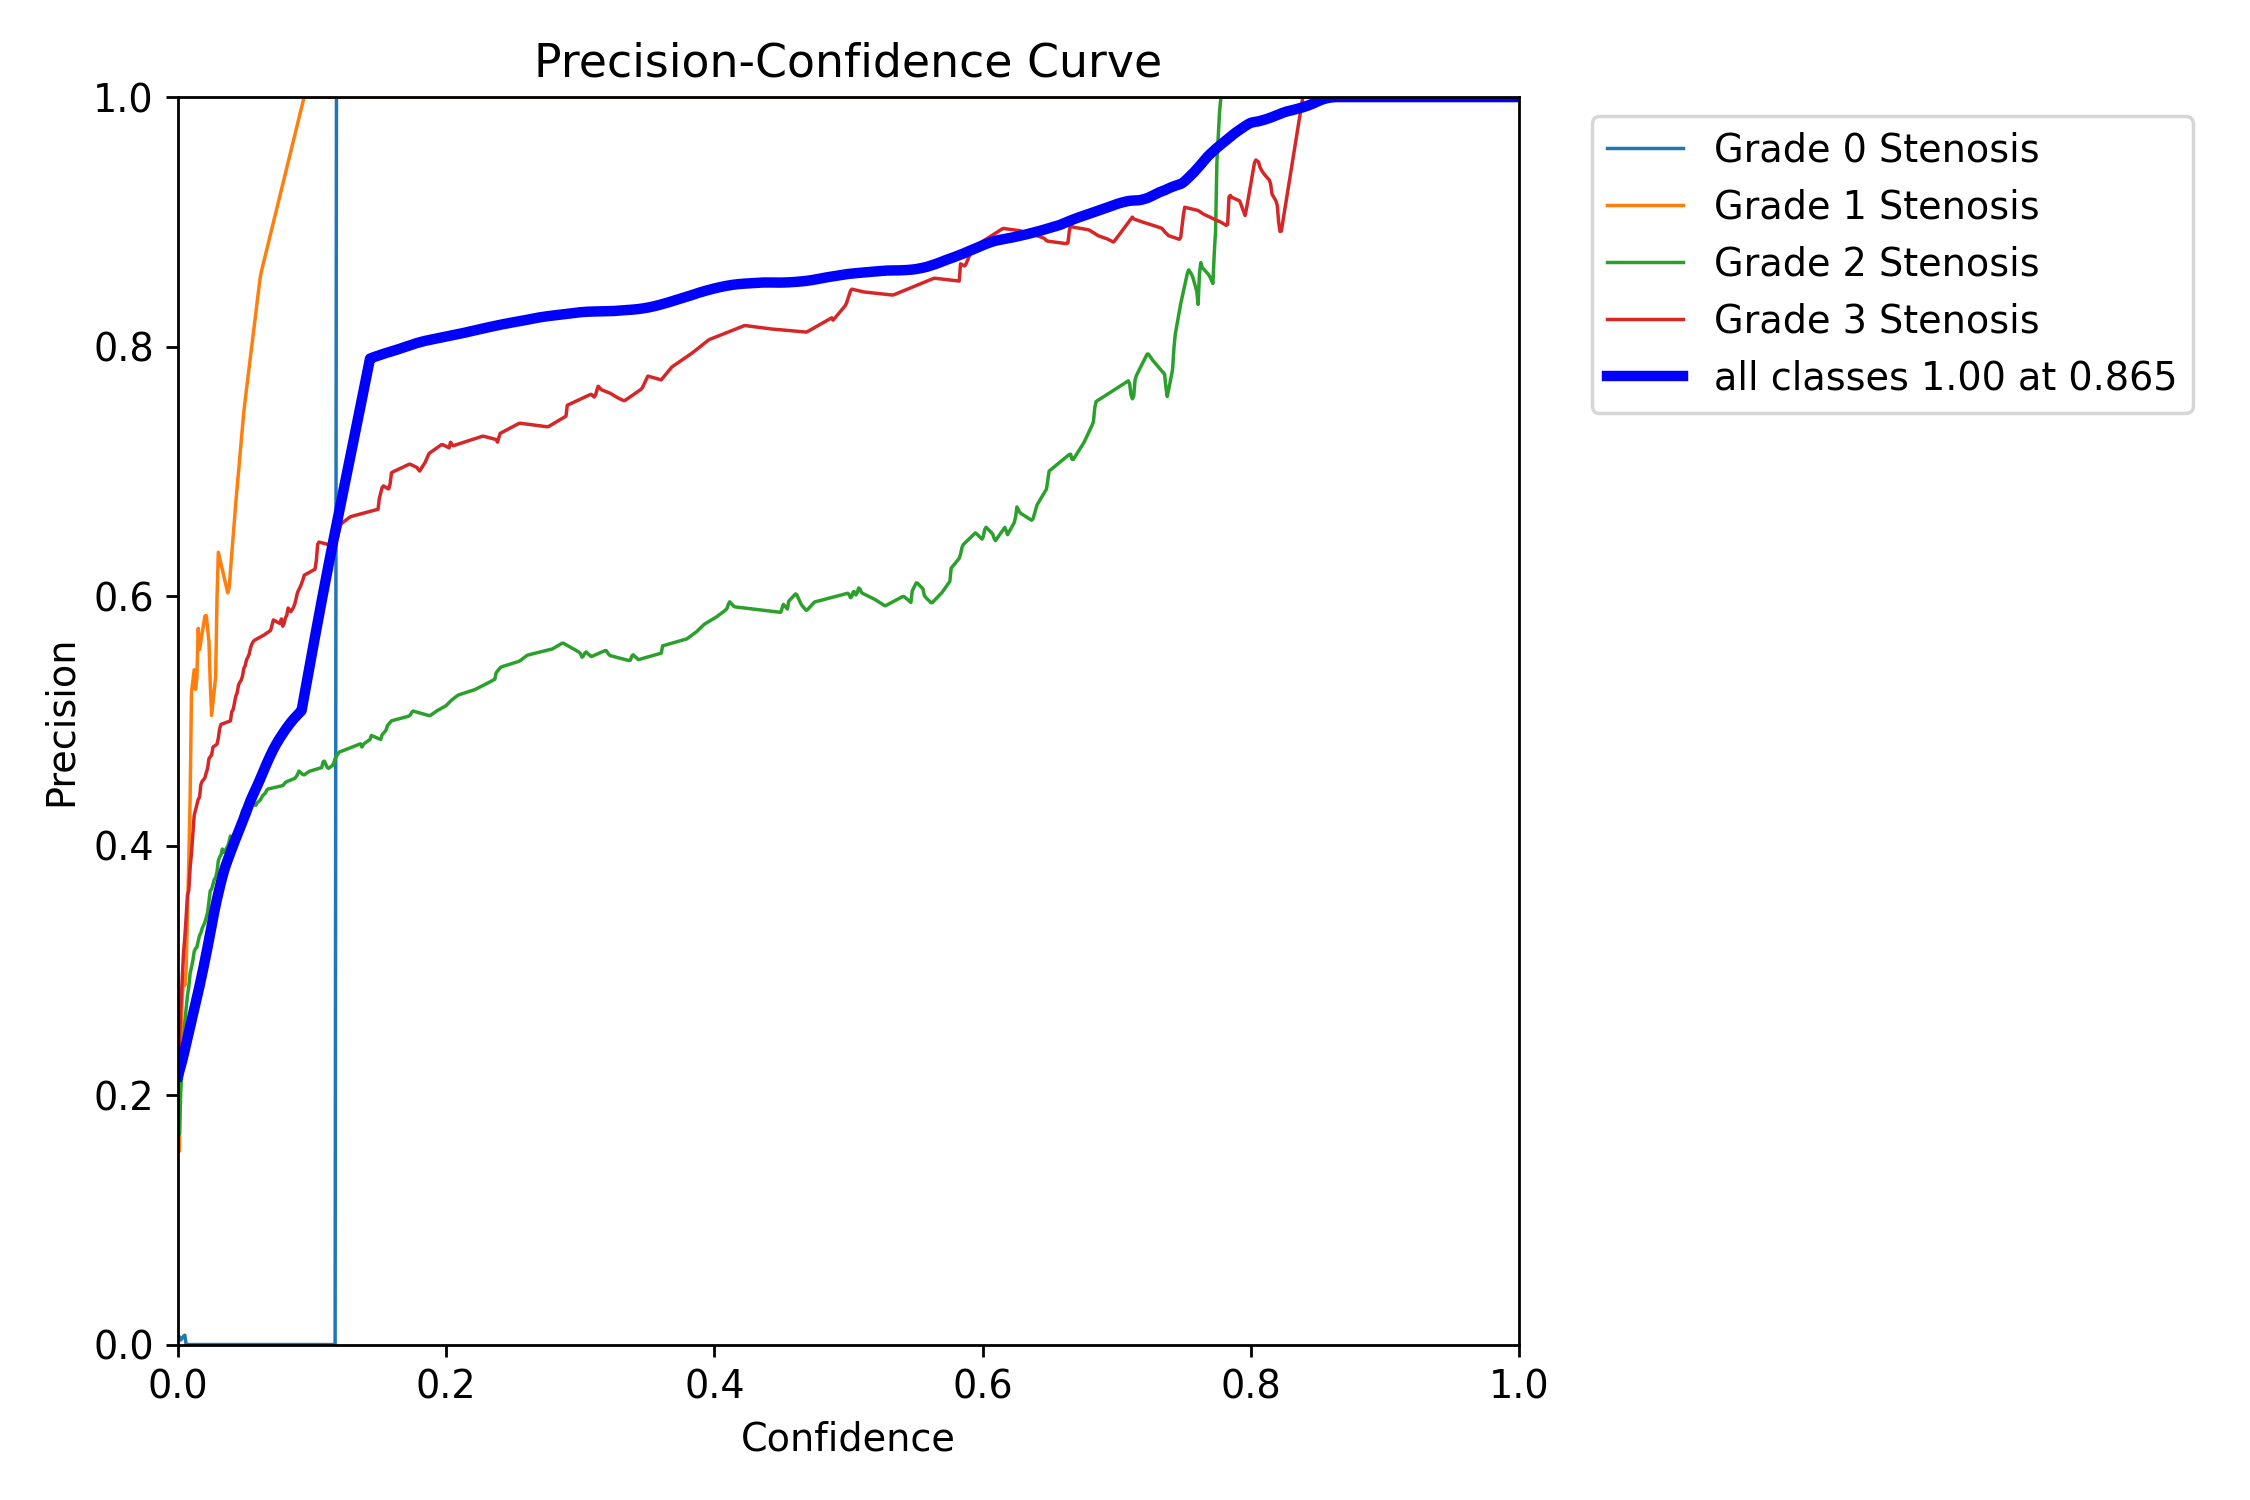 Precision-Confidence Curve
1.0
0.8
0.6
0.4
0.2
0.0
Precision
0.0 0.2 0.4 0.6 0.8 1.0
Confidence
Grade 0 Stenosis
Grade 1 Stenosis
Grade 2 Stenosis
Grade 3 Stenosis
all classes 1.00 at 0.865